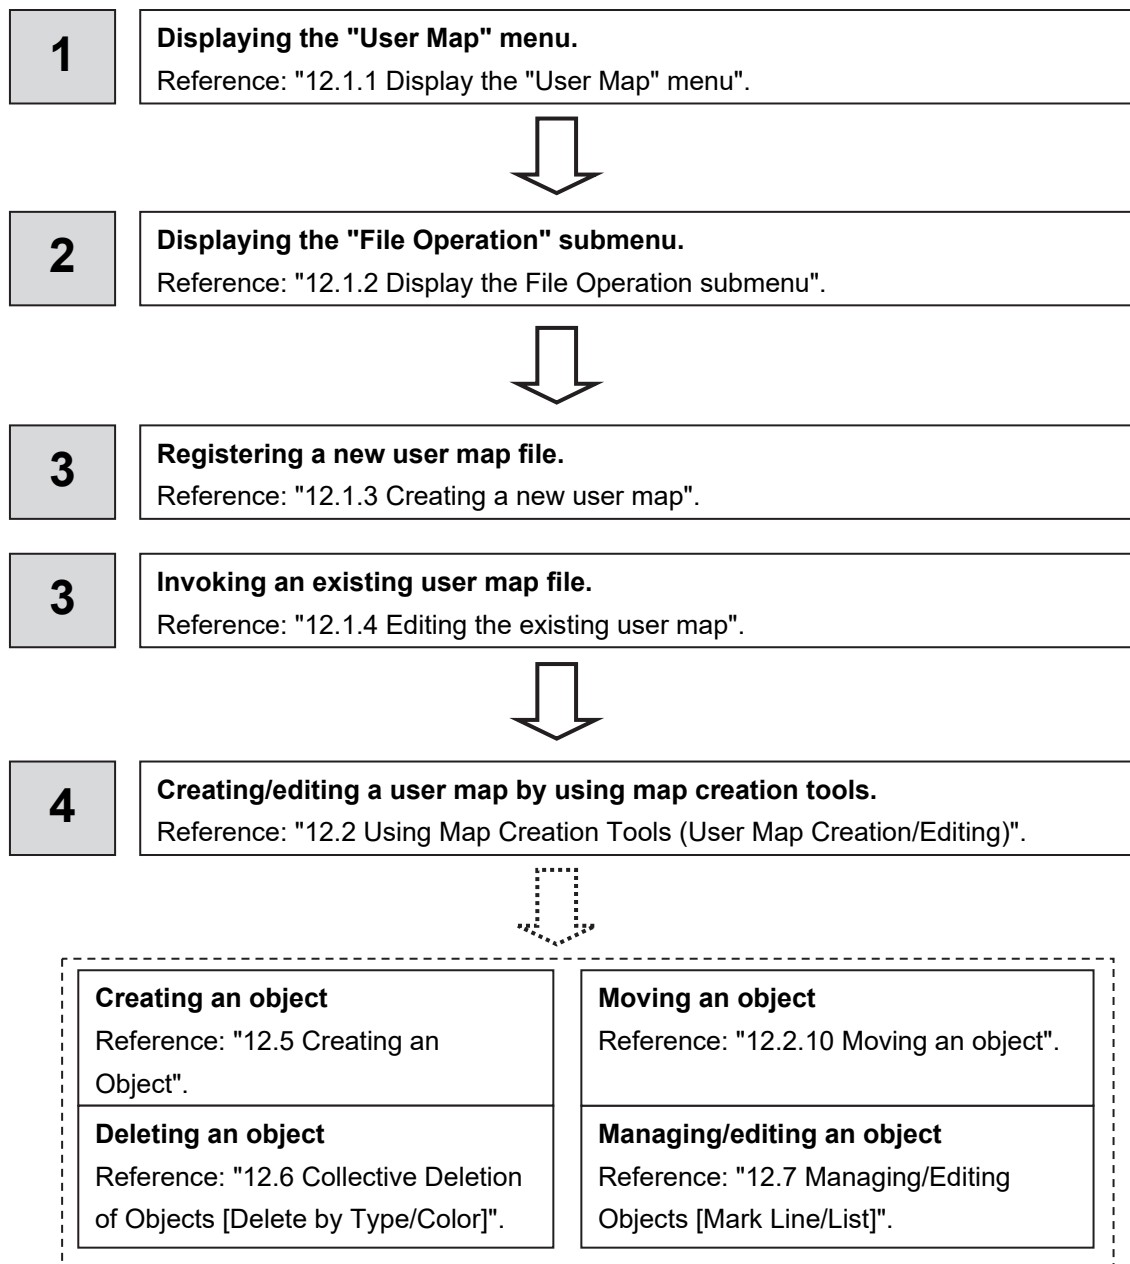 1
Displaying the "User Map" menu.
Reference: "12.1.1 Display the "User Map" menu".
2
Displaying the "File Operation" submenu.
Reference: "12.1.2 Display the File Operation submenu".
3
Registering a new user map file.
Reference: "12.1.3 Creating a new user map".
3
Invoking an existing user map file.
Reference: "12.1.4 Editing the existing user map".
4
Creating/editing a user map by using map creation tools.
Reference: "12.2 Using Map Creation Tools (User Map Creation/Editing)".
Creating an object
Reference: "12.5 Creating an
Object".
Moving an object
Reference: "12.2.10 Moving an object".
Deleting an object
Reference: "12.6 Collective Deletion
of Objects [Delete by Type/Color]".
Managing/editing an object
Reference: "12.7 Managing/Editing
Objects [Mark Line/List]".